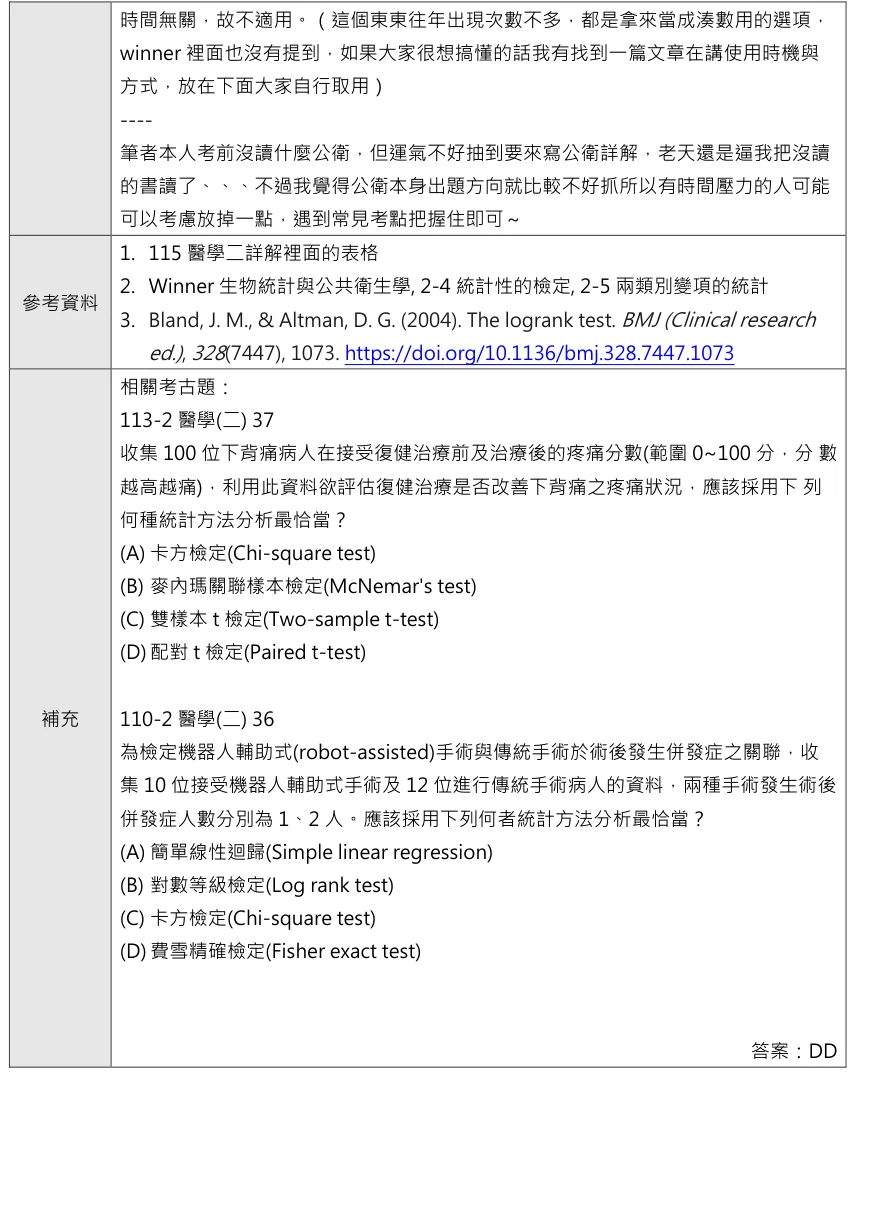 時間無關，故不適用。（這個東東往年出現次數不多，都是拿來當成湊數用的選項，
winner 裡面也沒有提到，如果大家很想搞懂的話我有找到一篇文章在講使用時機與
方式，放在下面大家自行取用）
----
筆者本人考前沒讀什麼公衛，但運氣不好抽到要來寫公衛詳解，老天還是逼我把沒讀
的書讀了、、、不過我覺得公衛本身出題方向就比較不好抓所以有時間壓力的人可能
可以考慮放掉一點，遇到常見考點把握住即可~
參考資料
1. 115 醫學二詳解裡面的表格
2. Winner 生物統計與公共衛生學, 2-4 統計性的檢定, 2-5 兩類別變項的統計
3. Bland, J. M., & Altman, D. G. (2004). The logrank test. BMJ (Clinical research
ed.), 328(7447), 1073. https://doi.org/10.1136/bmj.328.7447.1073
補充
相關考古題：
113-2 醫學(二) 37
收集 100 位下背痛病人在接受復健治療前及治療後的疼痛分數(範圍 0~100 分，分 數
越高越痛)，利用此資料欲評估復健治療是否改善下背痛之疼痛狀況，應該採用下 列
何種統計方法分析最恰當？
(A) 卡方檢定(Chi-square test)
(B) 麥內瑪關聯樣本檢定(McNemar's test)
(C) 雙樣本 t 檢定(Two-sample t-test)
(D) 配對 t 檢定(Paired t-test)
110-2 醫學(二) 36
為檢定機器人輔助式(robot-assisted)手術與傳統手術於術後發生併發症之關聯，收
集 10 位接受機器人輔助式手術及 12 位進行傳統手術病人的資料，兩種手術發生術後
併發症人數分別為 1、2 人。應該採用下列何者統計方法分析最恰當？
(A) 簡單線性迴歸(Simple linear regression)
(B) 對數等級檢定(Log rank test)
(C) 卡方檢定(Chi-square test)
(D) 費雪精確檢定(Fisher exact test)
答案：DD